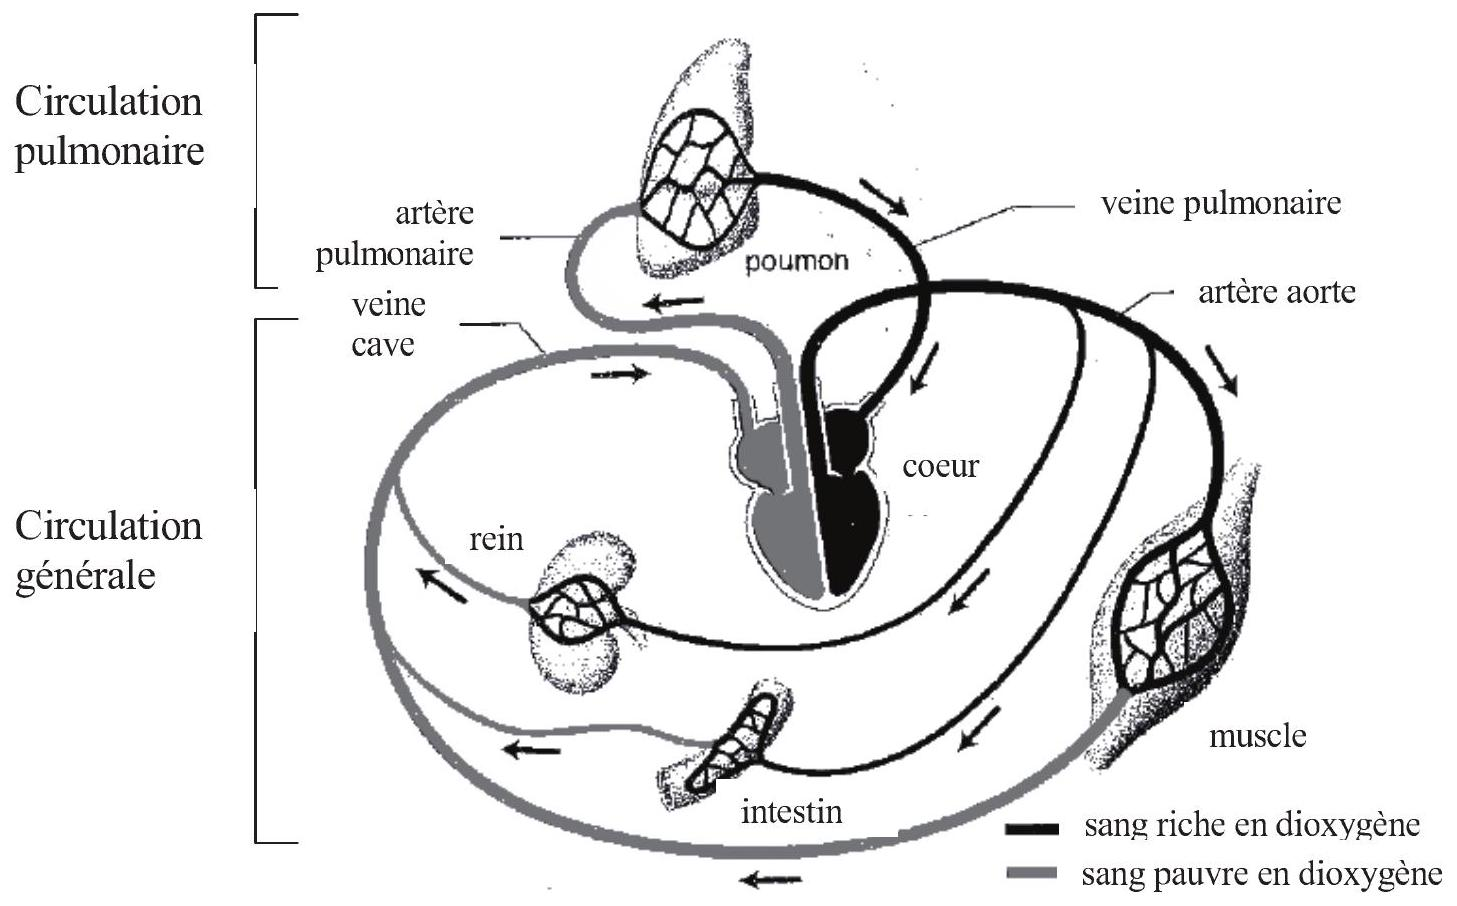 Circulation
pulmonaire
artère
pulmonaire
veine pulmonaire
poumon
artère aorte
veine
cave
coeur
Circulation
générale
rein
muscle
intestin
sang riche en dioxygène
sang pauvre en dioxygène